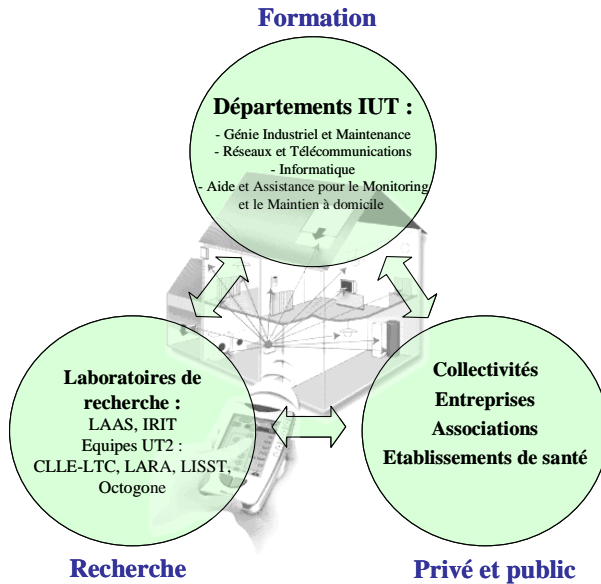 Formation
Départements IUT :
- Génie Industriel et Maintenance
- Réseaux et Télécommunications
- Informatique
- Aide et Assistance pour le Monitoring
et le Maintien à domicile
Laboratoires de
recherche :
LAAS, IRIT
Equipes UT2 :
CLLE-LTC, LARA, LISST,
Octogone
Collectivités
Entreprises
Associations
Etablissements de santé
Recherche
Privé et public